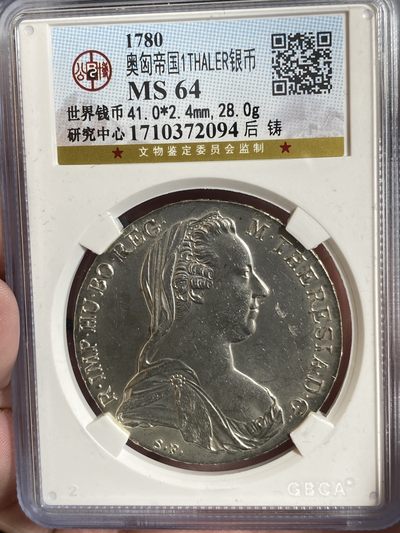 1780
奥匈帝国1THALER银币
MS 64
世界钱币 41.0*2.4mm,28.0g
研究中心 1710372094 后 铸
★ 文物鉴定委员会监制 ★
R·IMP·HU·BO·REG·
M·THERESIA·D·G·
S·F·
2
GBCA